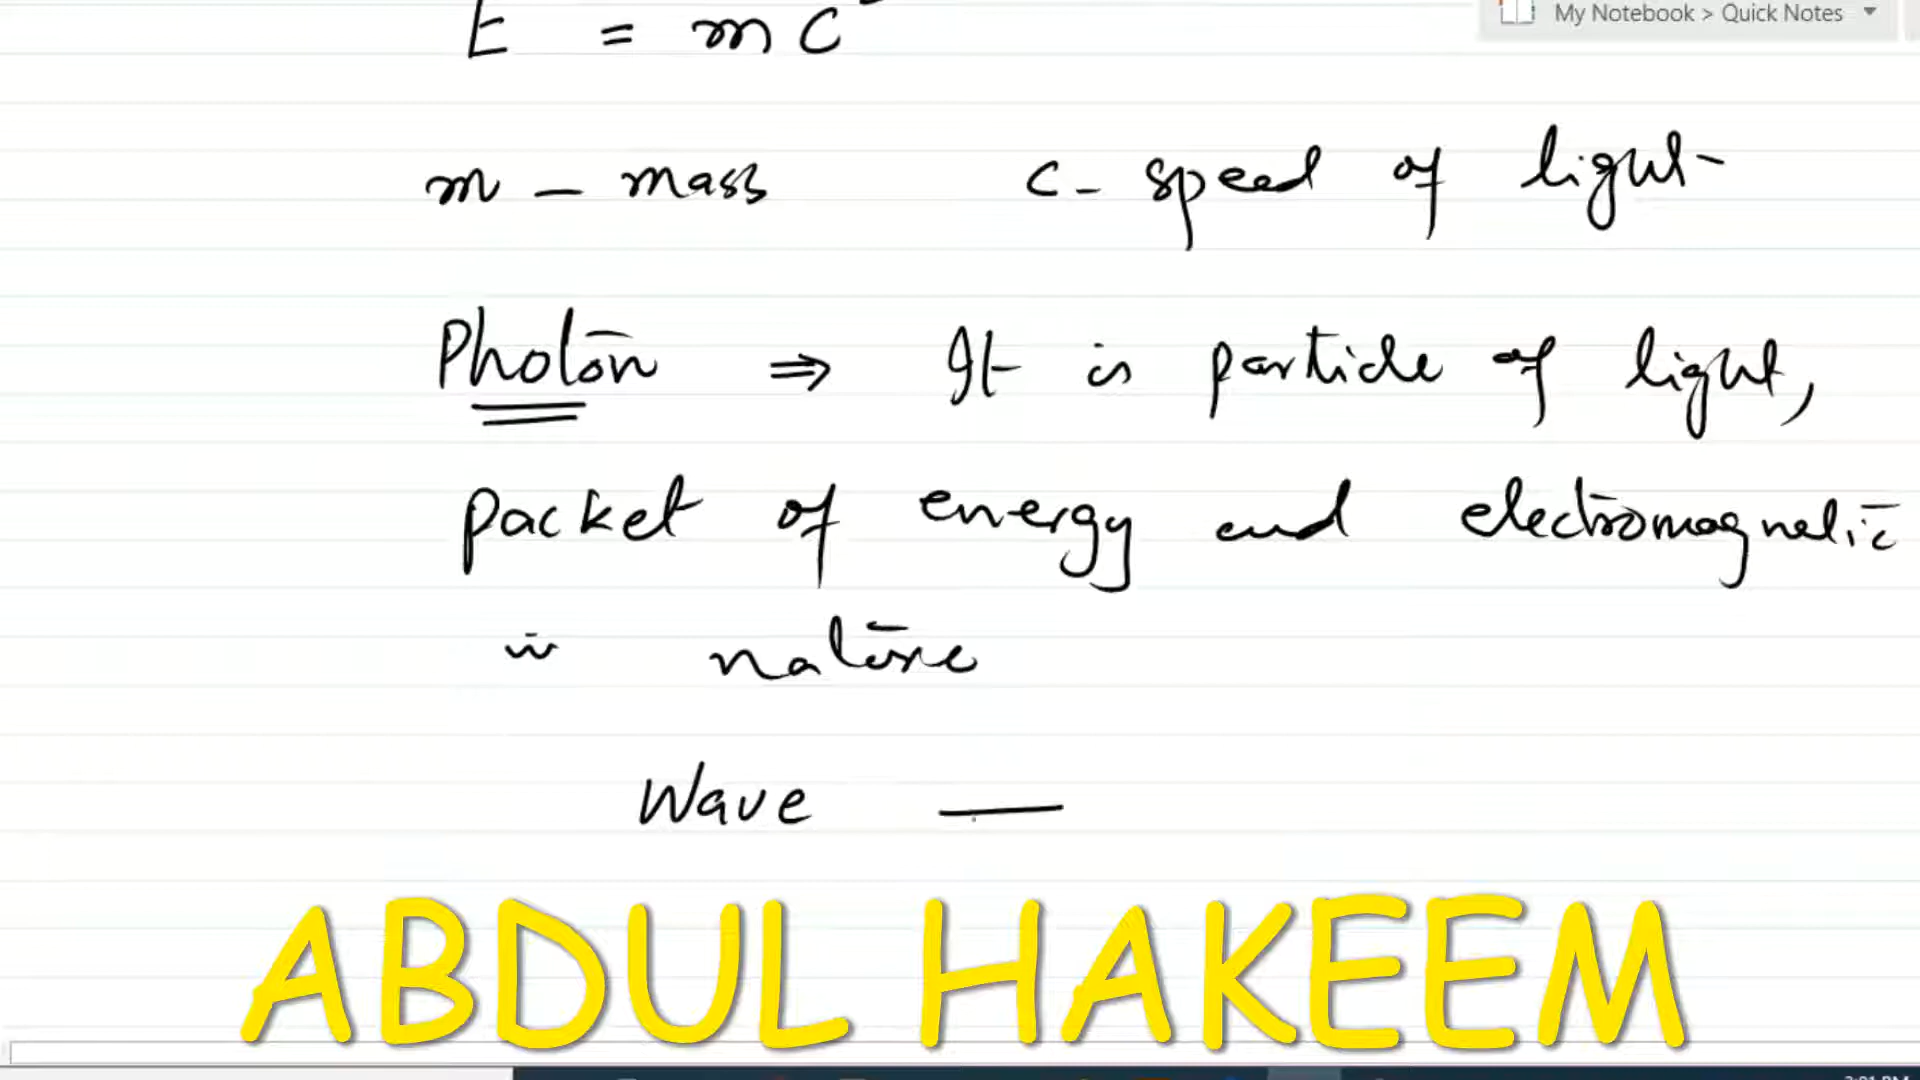 My Notebook > Quick Notes
E = mc²
m - mass c - speed of light
Photon ⇒ It is particle of light,
packet of energy and electromagnetic
in nature
Wave —
ABDUL HAKEEM